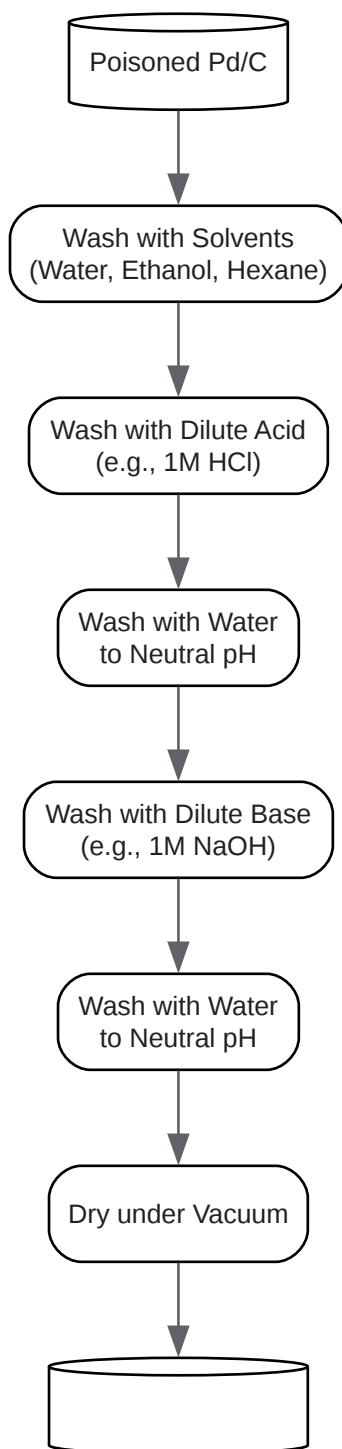 Poisoned Pd/C
Wash with Solvents
(Water, Ethanol, Hexane)
Wash with Dilute Acid
(e.g., 1M HCl)
Wash with Water
to Neutral pH
Wash with Dilute Base
(e.g., 1M NaOH)
Wash with Water
to Neutral pH
Dry under Vacuum